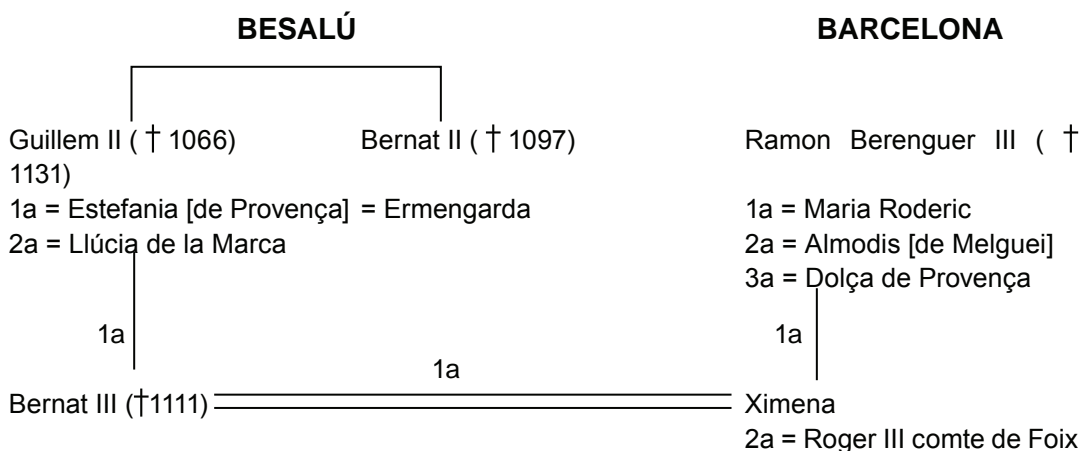 BESALÚ BARCELONA
Guillem II ( † 1066) Bernat II ( † 1097) Ramon Berenguer III ( †
1131)
1a = Estefania [de Provença] = Ermengarda 1a = Maria Roderic
2a = Llúcia de la Marca 2a = Almodis [de Melguei]
3a = Dolça de Provença
1a 1a
1a
Bernat III (†1111) Ximena
2a = Roger III comte de Foix